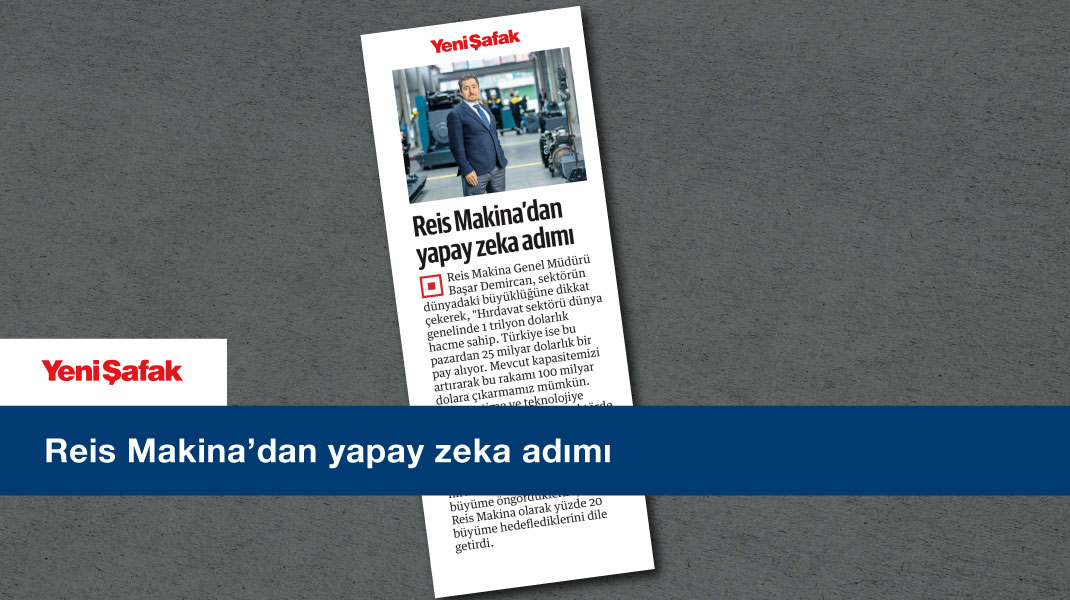 Yeni Şafak
Reis Makina'dan
yapay zeka adımı
Reis Makina Genel Müdürü
Başar Demircan, sektörün
dünyadaki büyüklüğüne dikkat
çekerek, "Hırdavat sektörü dünya
genelinde 1 trilyon dolarlık
hacme sahip. Türkiye ise bu
pazardan 25 milyar dolarlık bir
pay alıyor. Mevcut kapasitemizi
artırarak bu rakamı 100 milyar
dolara çıkarmamız mümkün.
ve teknolojiye
Yeni Şafak
Reis Makina’dan yapay zeka adımı
büyüme
Reis Makina olarak yüzde 20
büyüme hedeflediklerini dile
getirdi.